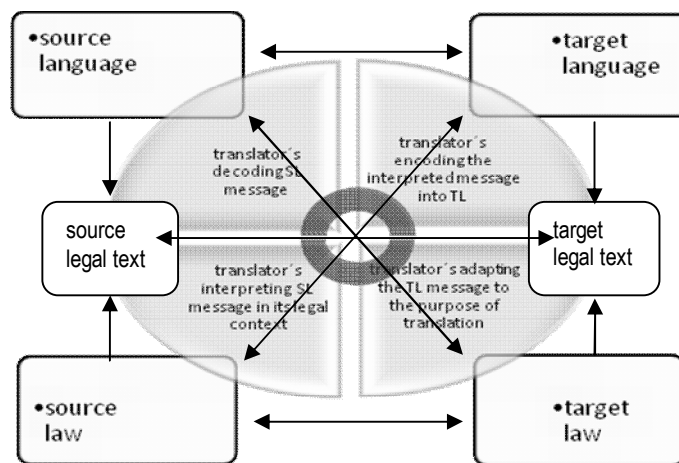 •source
language
•target
language
translator´s
decoding SL
message
translator´s
encoding the
interpreted message
into TL
source
legal text
target
legal text
translator´s
interpreting SL
message in its legal
context
translator´s adapting
the TL message to
the purpose of
translation
•source
law
•target
law